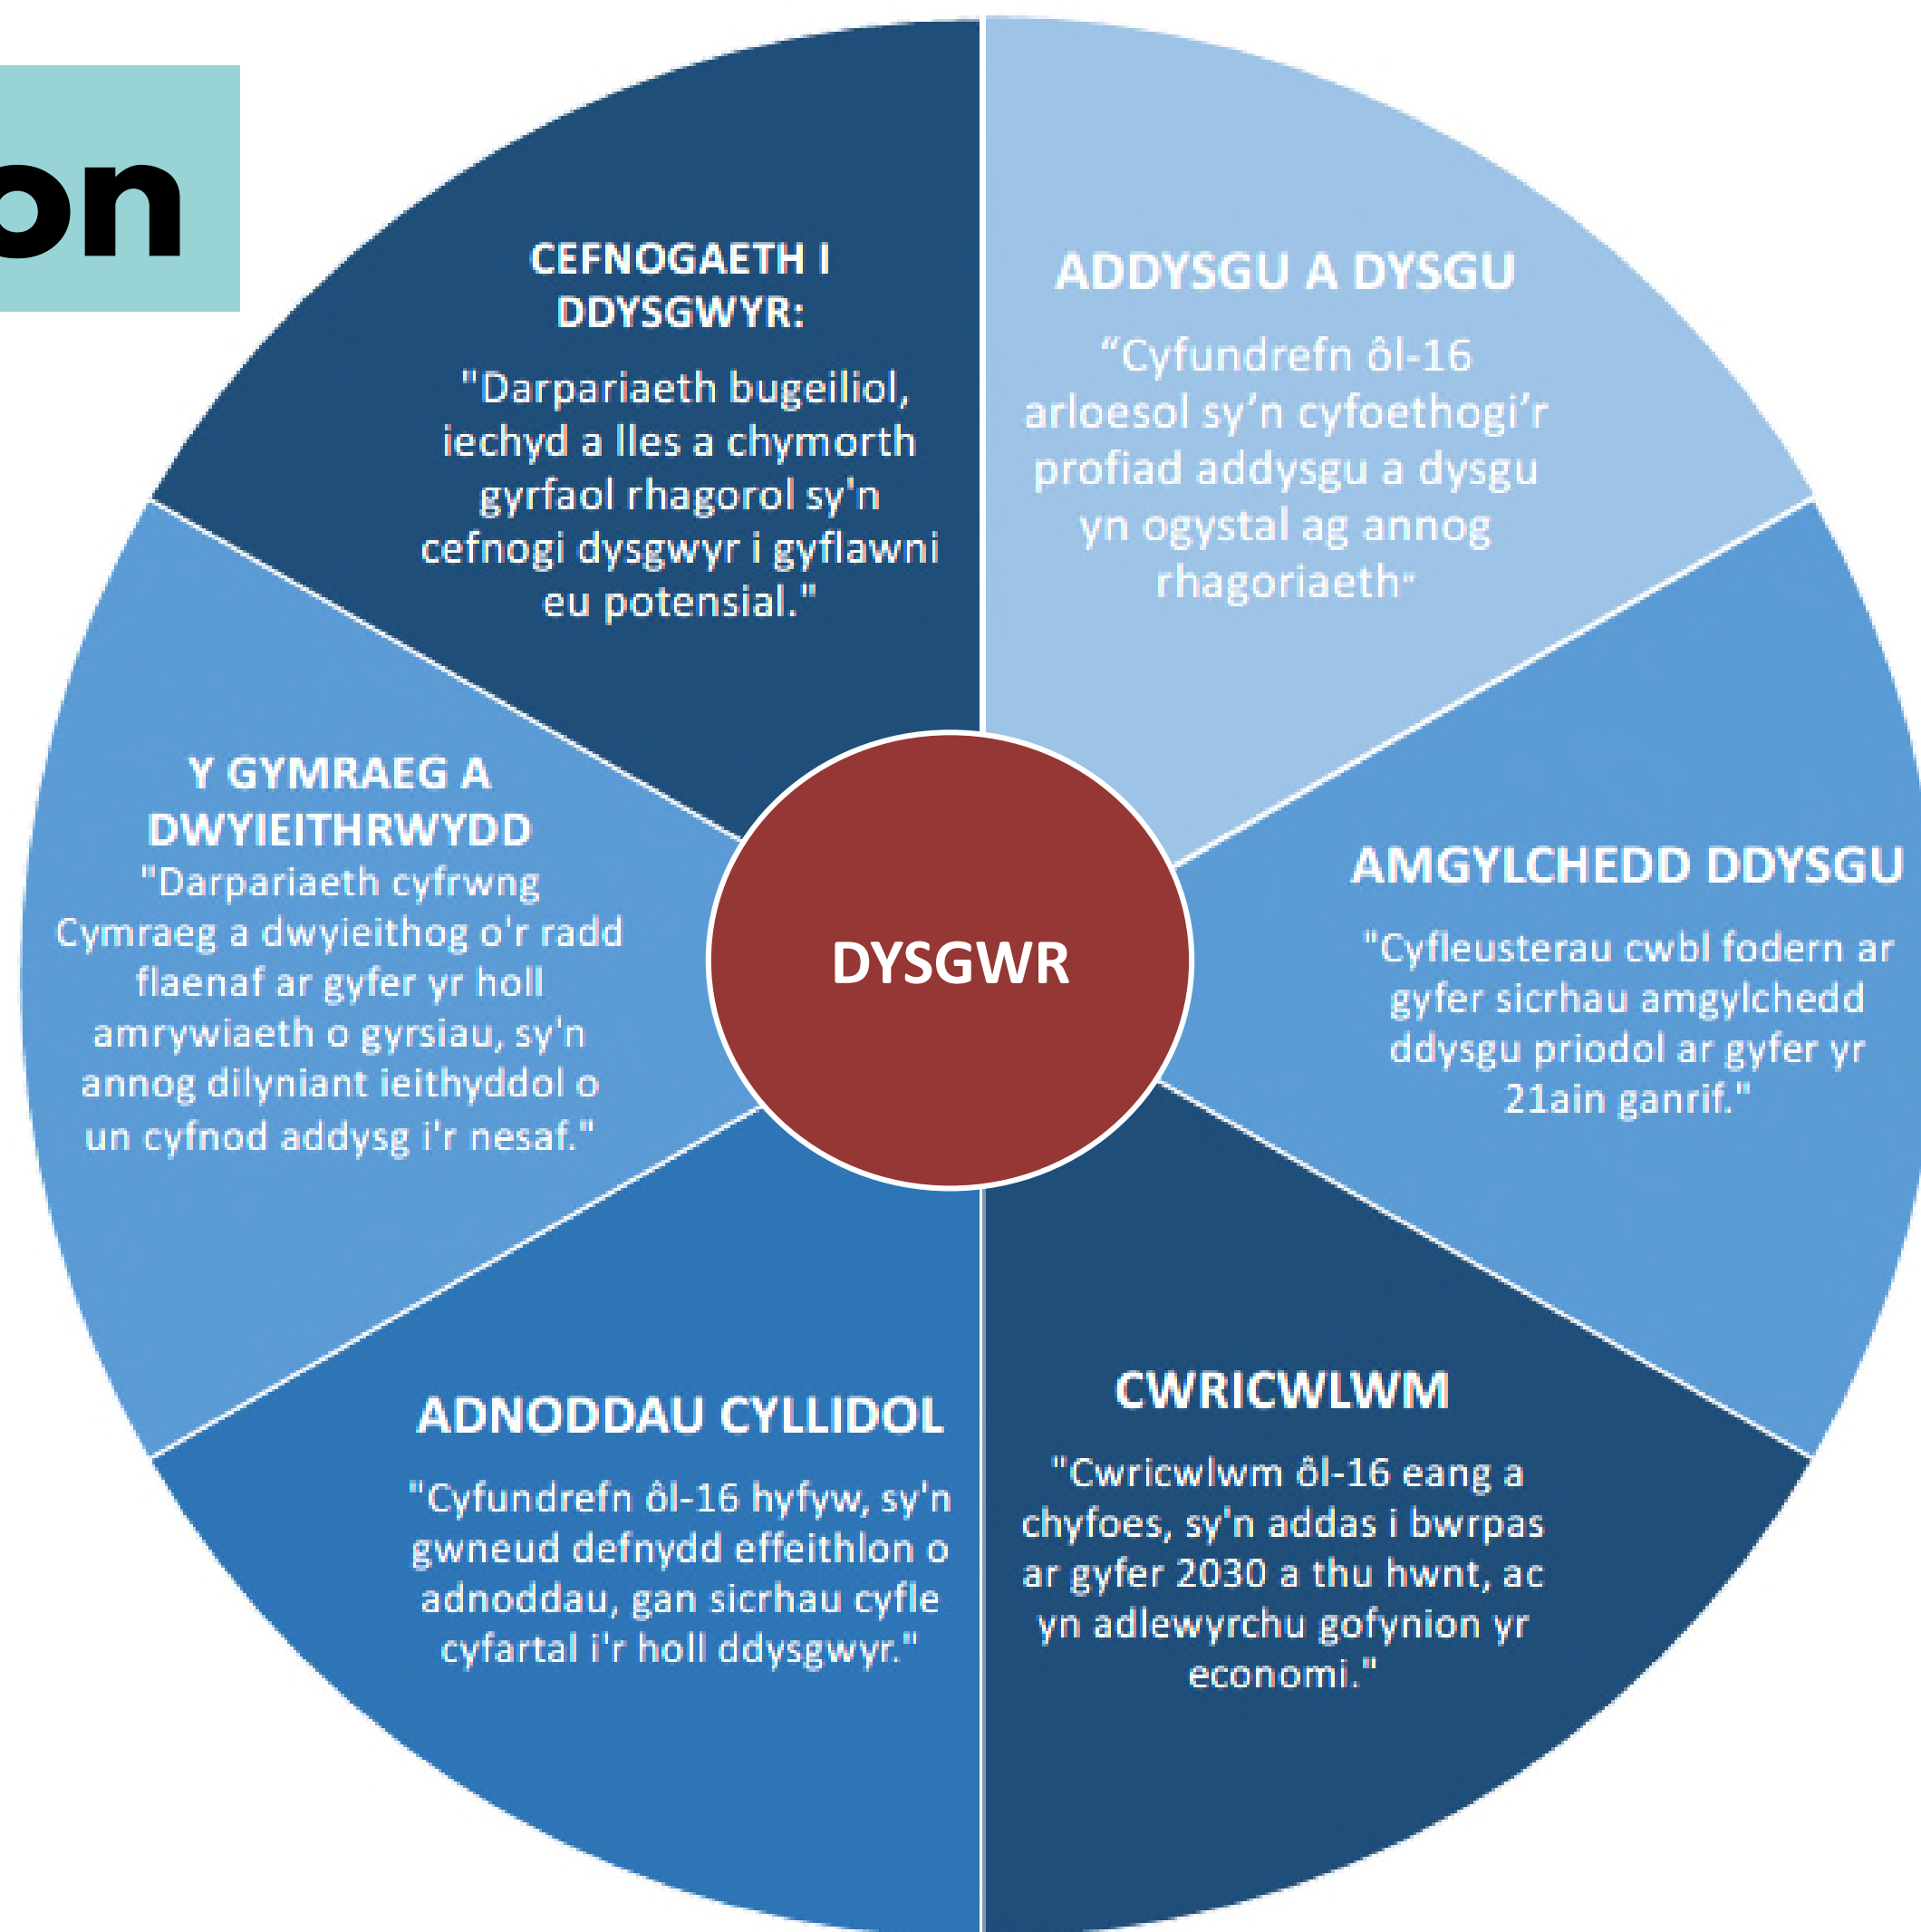 on
CEFNOGAETH I
DDYSGWYR:
"Darpariaeth bugeiliol,
iechyd a lles a chymorth
gyrfaol rhagorol sy'n
cefnogi dysgwyr i gyflawni
eu potensial."
ADDYSGU A DYSGU
“Cyfundrefn ôl-16
arloesol sy’n cyfoethogi’r
profiad addysgu a dysgu
yn ogystal ag annog
rhagoriaeth"
AMGYLCHEDD DDYSGU
"Cyfleusterau cwbl fodern ar
gyfer sicrhau amgylchedd
ddysgu priodol ar gyfer yr
21ain ganrif."
CWRICWLWM
"Cwricwlwm ôl-16 eang a
chyfoes, sy'n addas i bwrpas
ar gyfer 2030 a thu hwnt, ac
yn adlewyrchu gofynion yr
economi."
ADNODDAU CYLLIDOL
"Cyfundrefn ôl-16 hyfyw, sy'n
gwneud defnydd effeithlon o
adnoddau, gan sicrhau cyfle
cyfartal i'r holl ddysgwyr."
Y GYMRAEG A
DWYIEITHRWYDD
"Darpariaeth cyfrwng
Cymraeg a dwyieithog o'r radd
flaenaf ar gyfer yr holl
amrywiaeth o gyrsiau, sy'n
annog dilyniant ieithyddol o
un cyfnod addysg i'r nesaf."
DYSGWR